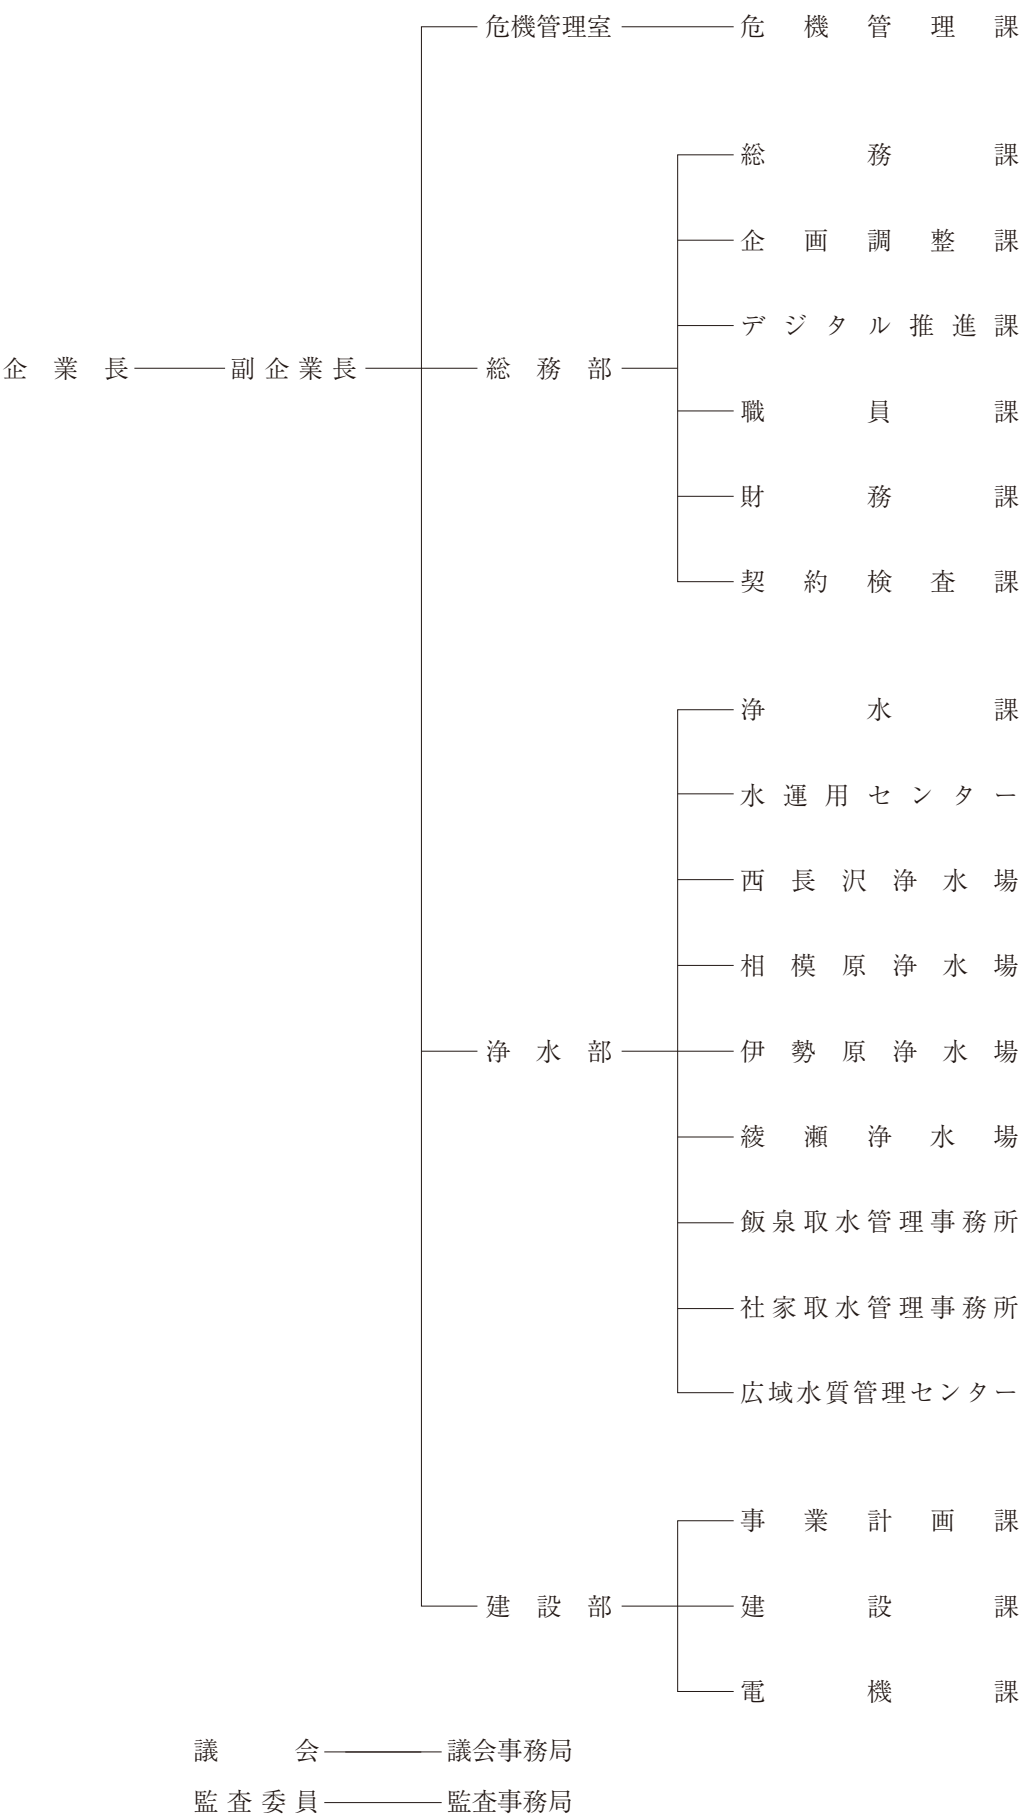 危機管理室 危機管理課
総務課
企画調整課
デジタル推進課
企業長 副企業長 総務部
職員課
財務課
契約検査課
浄水課
水運用センター
西長沢浄水場
相模原浄水場
浄水部 伊勢原浄水場
綾瀬浄水場
飯泉取水管理事務所
社家取水管理事務所
広域水質管理センター
事業計画課
建設部 建設課
電機課
議会 議会事務局
監査委員 監査事務局